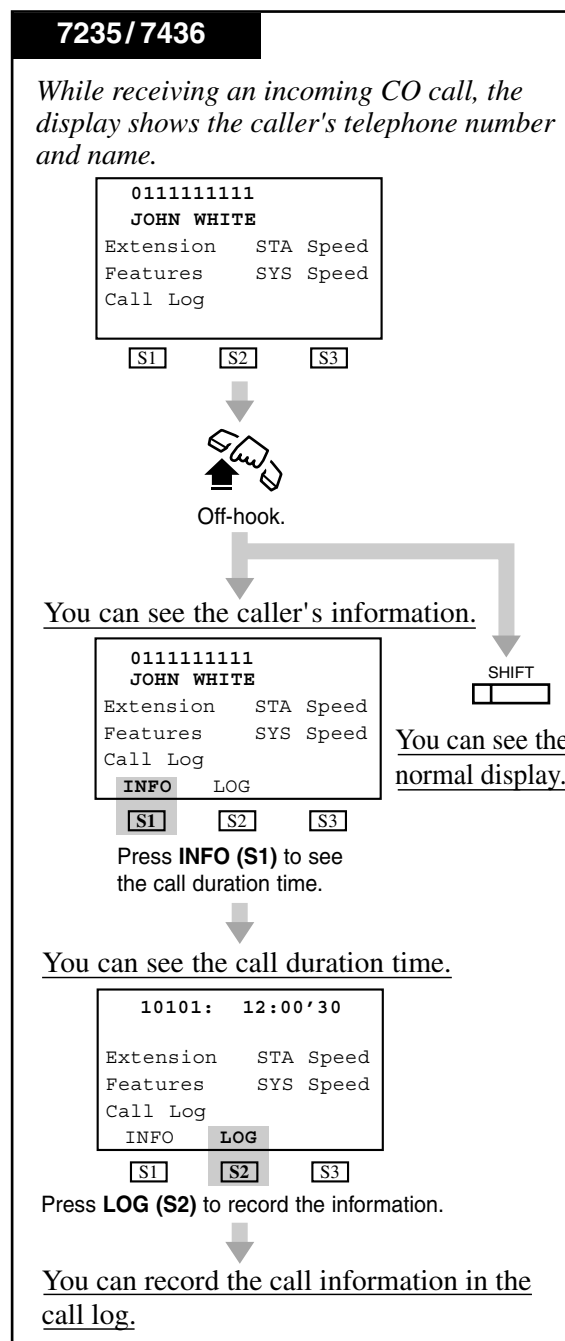 7235/7436
While receiving an incoming CO call, the
display shows the caller's telephone number
and name.
0111111111
JOHN WHITE
Extension STA Speed
Features SYS Speed
Call Log
S1 S2 S3
Off-hook.
You can see the caller's information.
0111111111
JOHN WHITE
Extension STA Speed
Features SYS Speed
Call Log
INFO LOG
S1 S2 S3
Press INFO (S1) to see
the call duration time.
SHIFT
You can see the
normal display.
You can see the call duration time.
10101: 12:00'30
Extension STA Speed
Features SYS Speed
Call Log
INFO LOG
S1 S2 S3
Press LOG (S2) to record the information.
You can record the call information in the
call log.